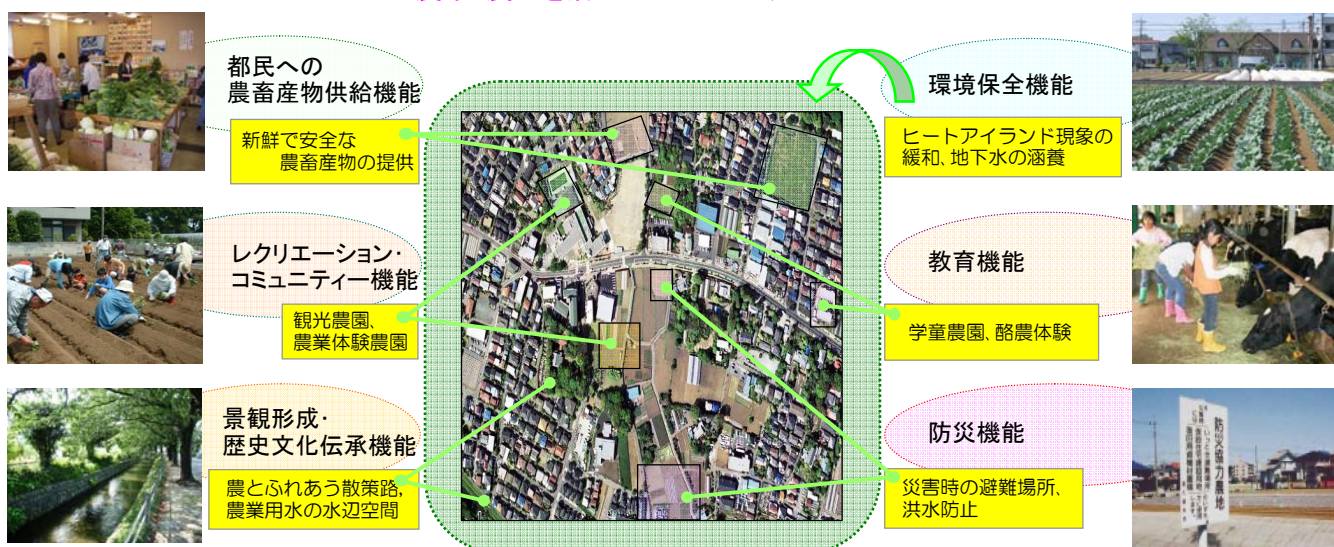 都民への
農畜産物供給機能
新鮮で安全な
農畜産物の提供
レクリエーション・
コミュニティー機能
観光農園、
農業体験農園
景観形成・
歴史文化伝承機能
農とふれあう散策路,
農業用水の水辺空間
環境保全機能
ヒートアイランド現象の
緩和、地下水の涵養
教育機能
学童農園、酪農体験
防災機能
災害時の避難場所、
洪水防止
防災協力農地